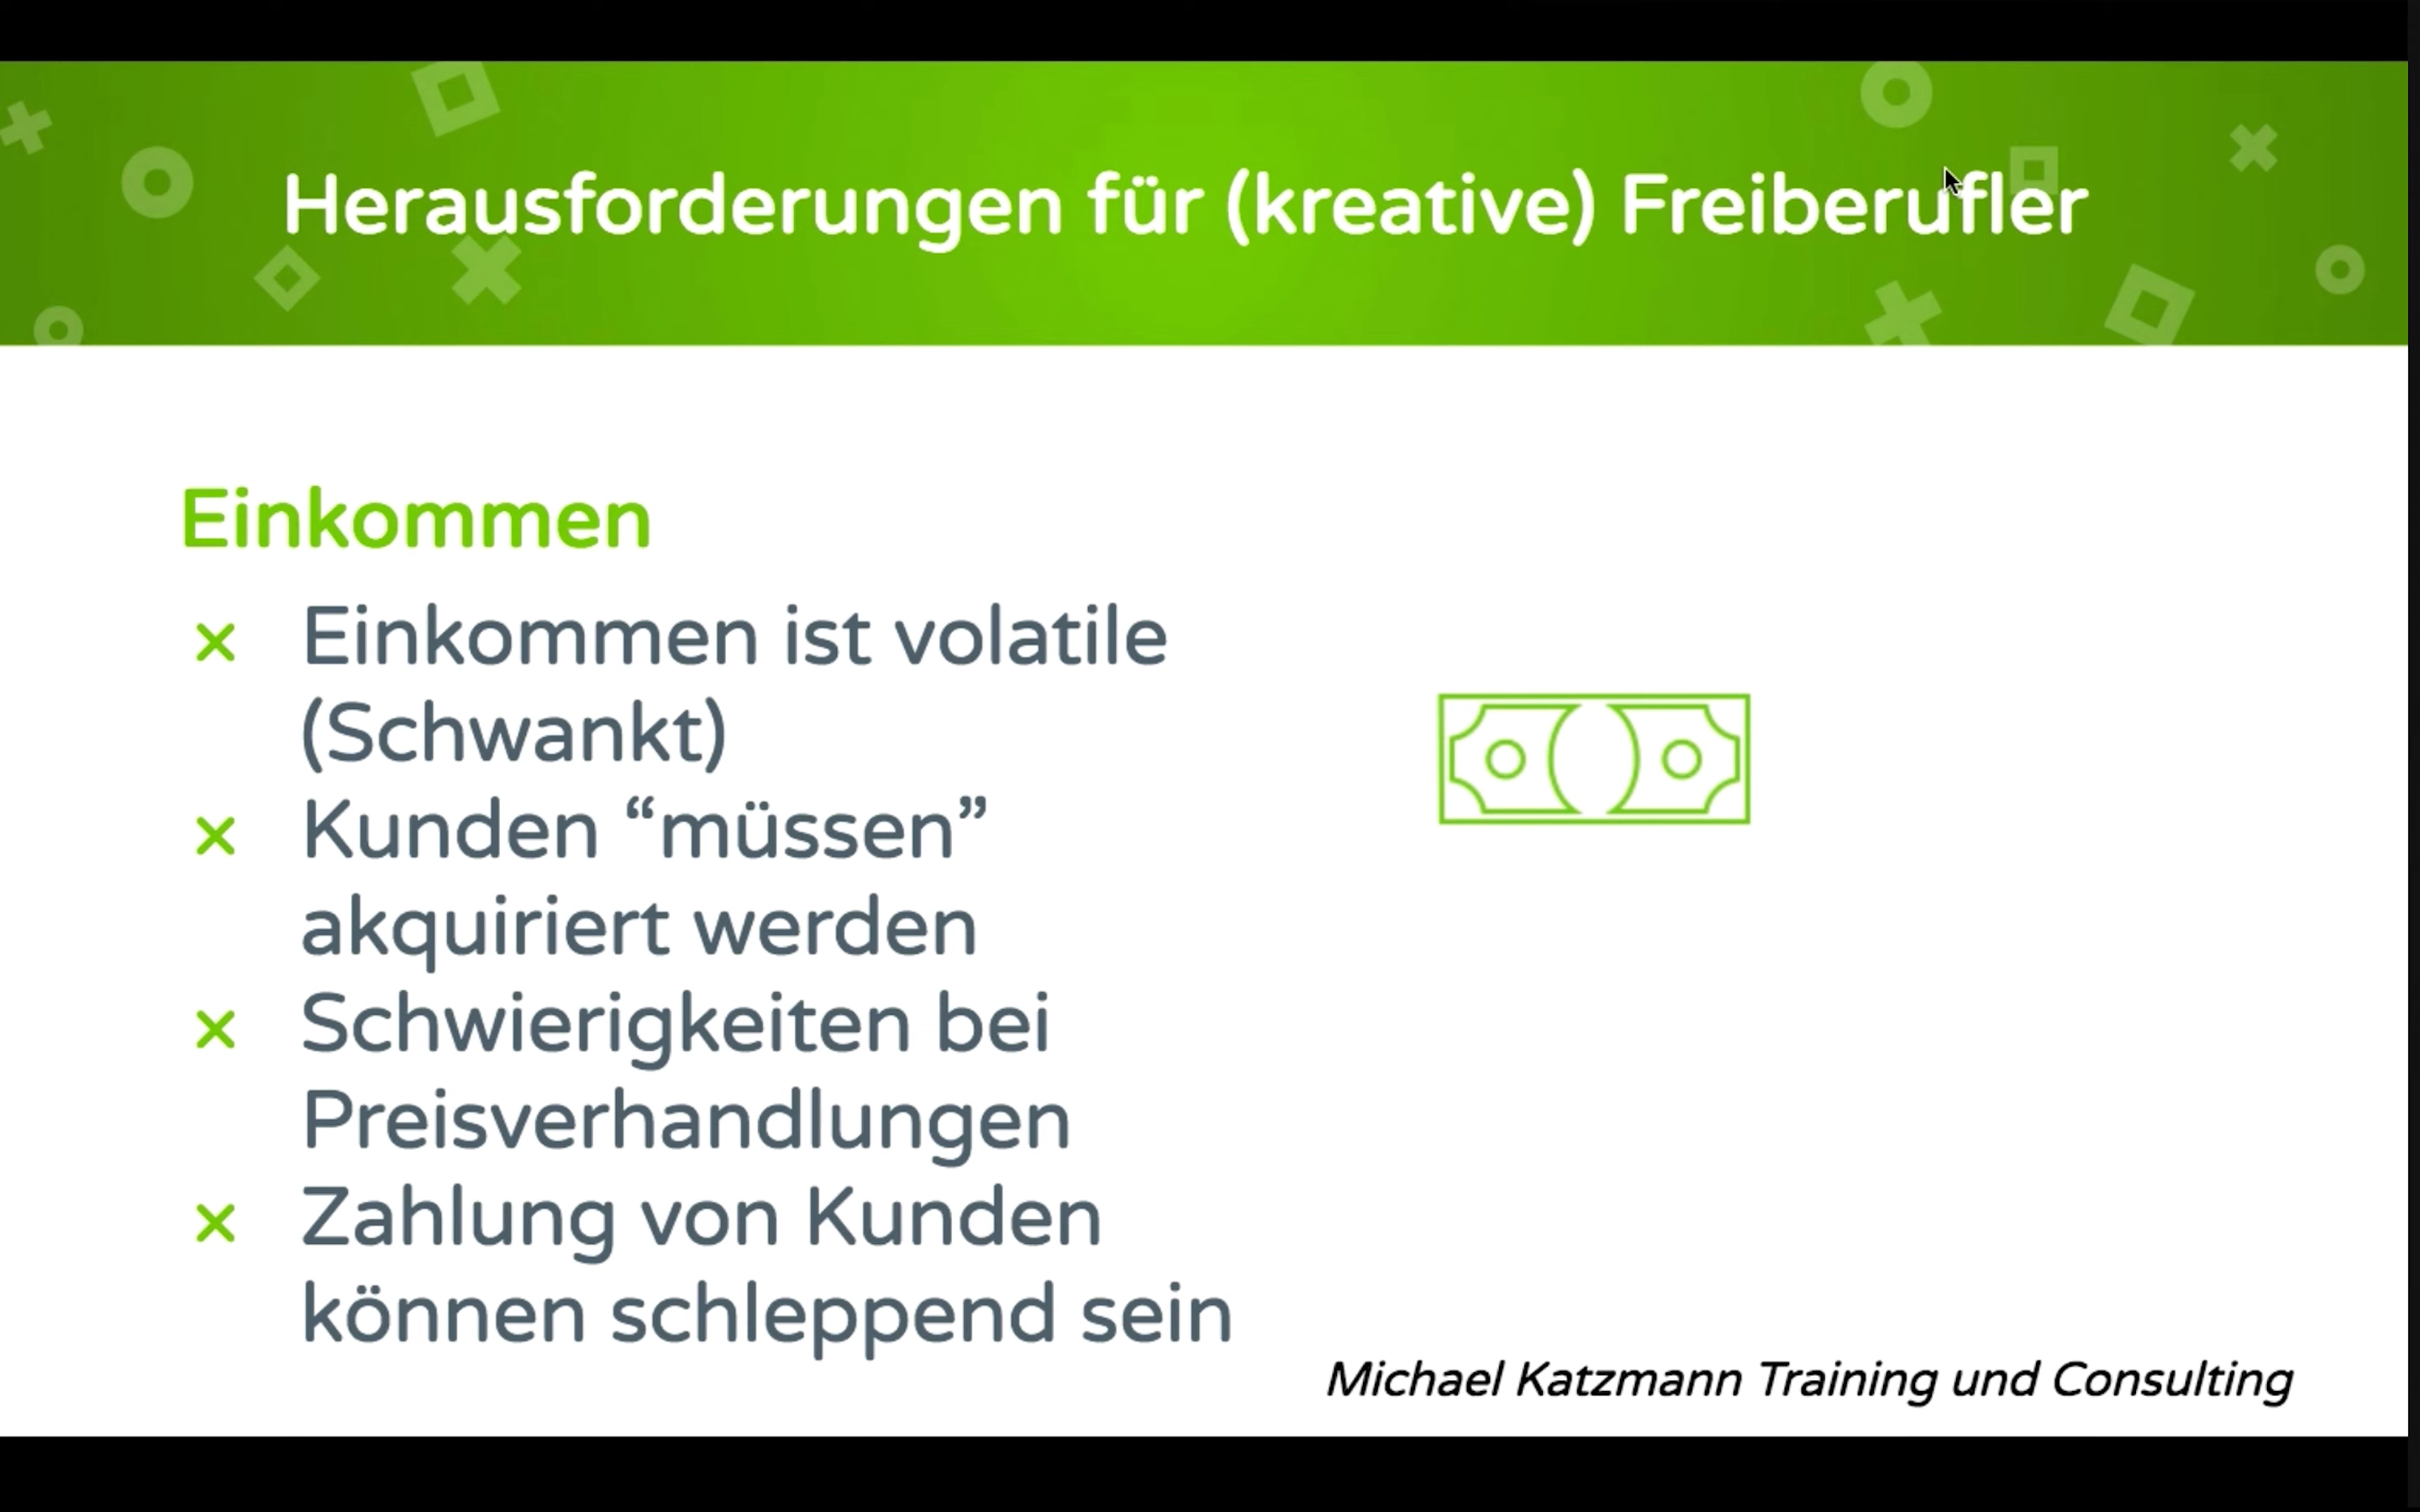 Herausforderungen für (kreative) Freiberufler
Einkommen
Einkommen ist volatile
(Schwankt)
Kunden “müssen”
akquiriert werden
Schwierigkeiten bei
Preisverhandlungen
Zahlung von Kunden
können schleppend sein
Michael Katzmann Training und Consulting